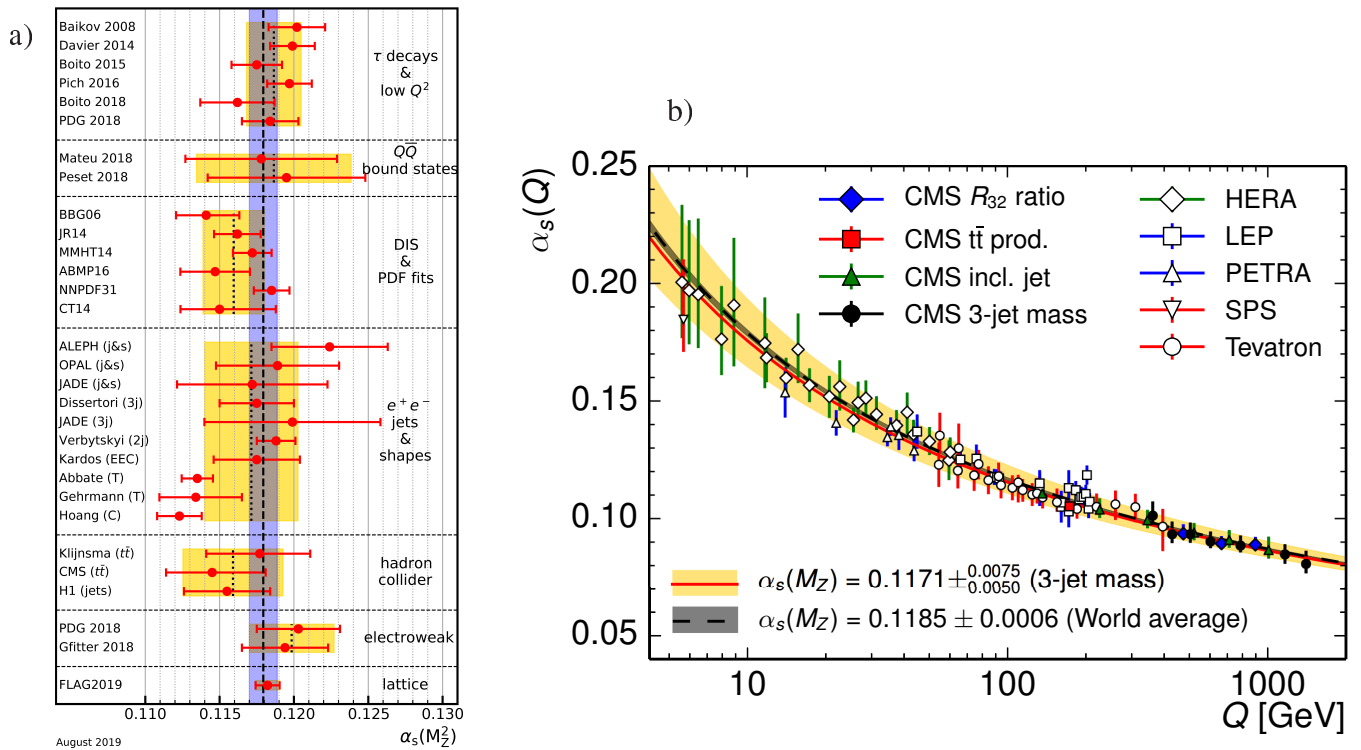 a)
Baikov 2008
Davier 2014
Boito 2015
Pich 2016
Boito 2018
PDG 2018
τ decays
&
low Q²
Mateu 2018
Peset 2018
QQ̅
bound states
BBG06
JR14
MMHT14
ABMP16
NNPDF31
CT14
DIS
&
PDF fits
ALEPH (j&s)
OPAL (j&s)
JADE (j&s)
Dissertori (3j)
JADE (3j)
Verbytskyi (2j)
Kardos (EEC)
Abbate (T)
Gehrmann (T)
Hoang (C)
e⁺e⁻
jets
&
shapes
Klijnsma (tt̅)
CMS (tt̅)
H1 (jets)
hadron
collider
PDG 2018
Gfitter 2018
electroweak
FLAG2019
lattice
0.110 0.115 0.120 0.125 0.130
αs(M²Z)
August 2019
b)
0.25
0.20
0.15
0.10
0.05
αs(Q)
CMS R32 ratio
CMS tt̅ prod.
CMS incl. jet
CMS 3-jet mass
HERA
LEP
PETRA
SPS
Tevatron
αs(MZ) = 0.1171 ±0.0075 0.0050 (3-jet mass)
αs(MZ) = 0.1185 ± 0.0006 (World average)
10 100 1000
Q [GeV]